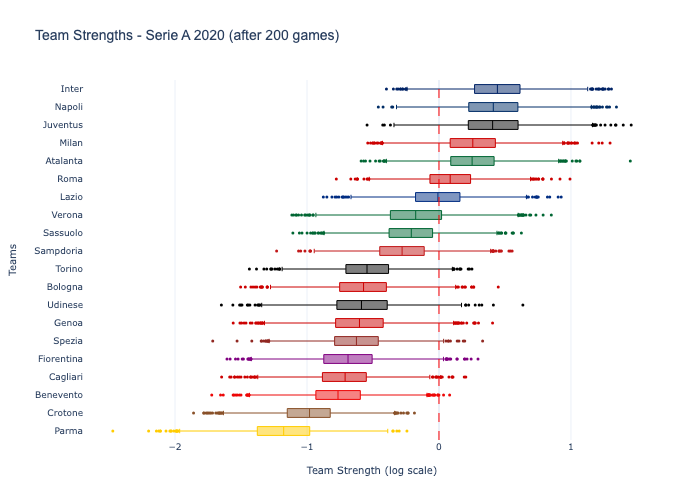 Team Strengths - Serie A 2020 (after 200 games)
Inter
Napoli
Juventus
Milan
Atalanta
Roma
Lazio
Verona
Sassuolo
Sampdoria
Torino
Bologna
Udinese
Genoa
Spezia
Fiorentina
Cagliari
Benevento
Crotone
Parma
Teams
−2 −1 0 1
Team Strength (log scale)